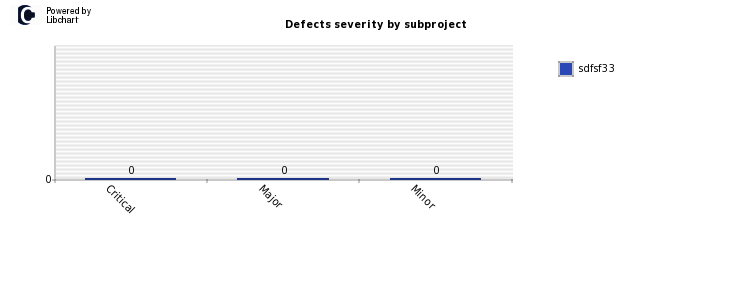 Powered by
Libchart
Defects severity by subproject
sdfsf33
0 0 0
0
Critical Major Minor